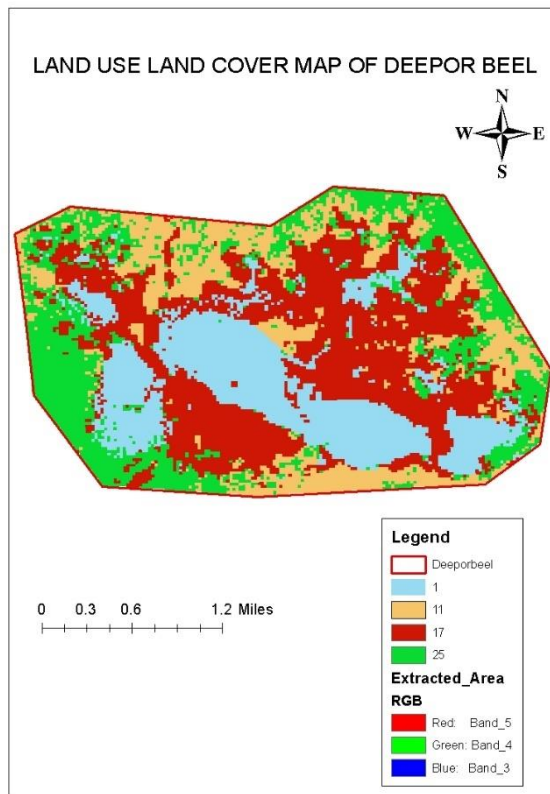 LAND USE LAND COVER MAP OF DEEPOR BEEL
N
W E
S
Legend
Deeporbeel
1
11
17
25
Extracted_Area
RGB
Red: Band_5
Green: Band_4
Blue: Band_3
0 0.3 0.6 1.2 Miles